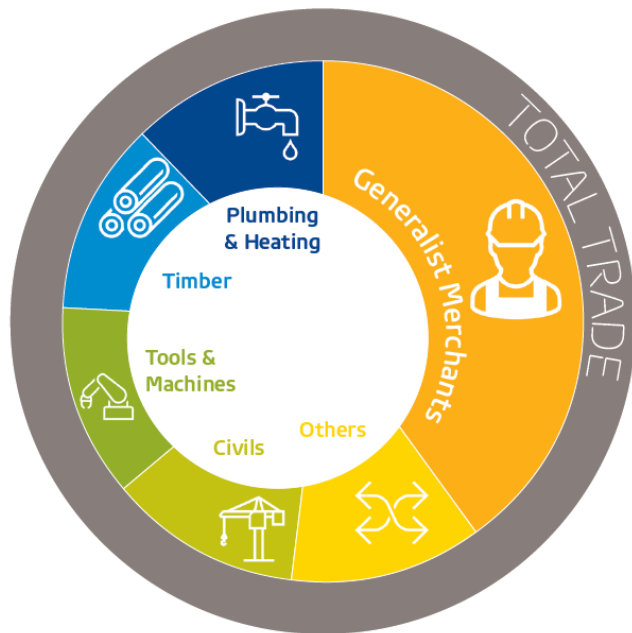 TOTAL TRADE
Generalist Merchants
Plumbing
& Heating
Timber
Tools &
Machines
Civils
Others